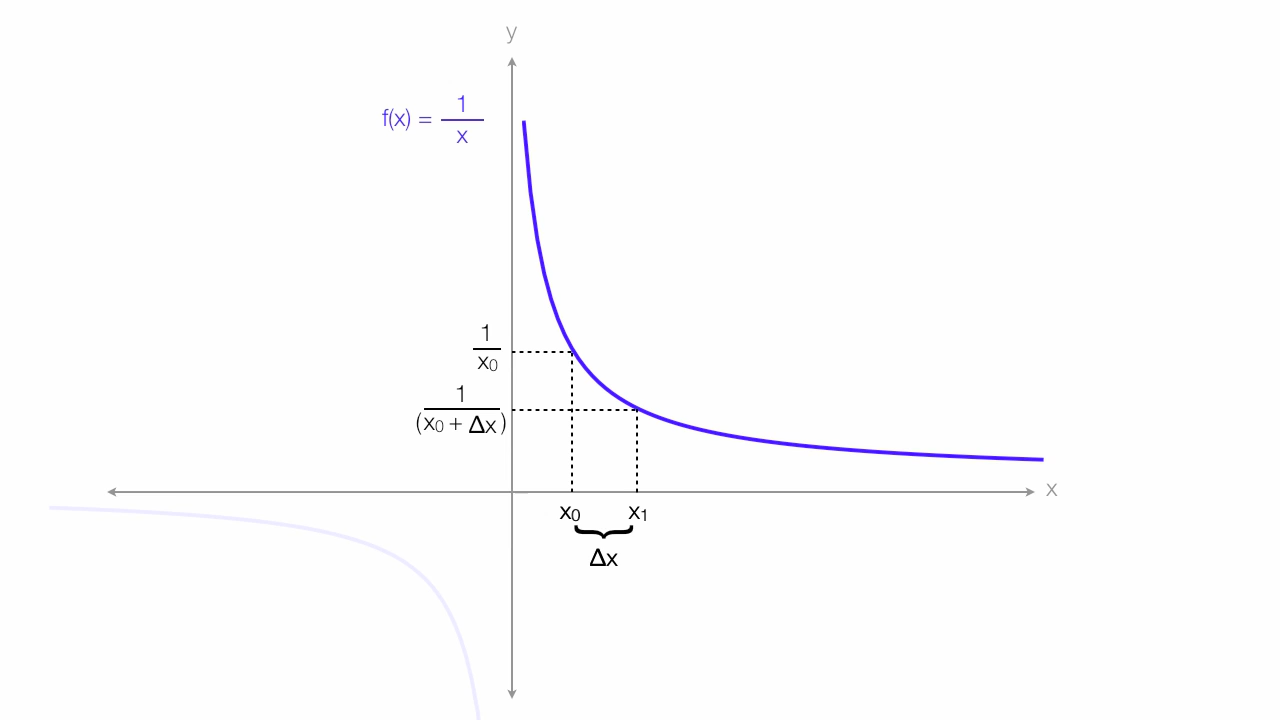 y
f(x) = 1/x
1/x₀
1/(x₀ + Δx)
x
x₀ x₁
Δx